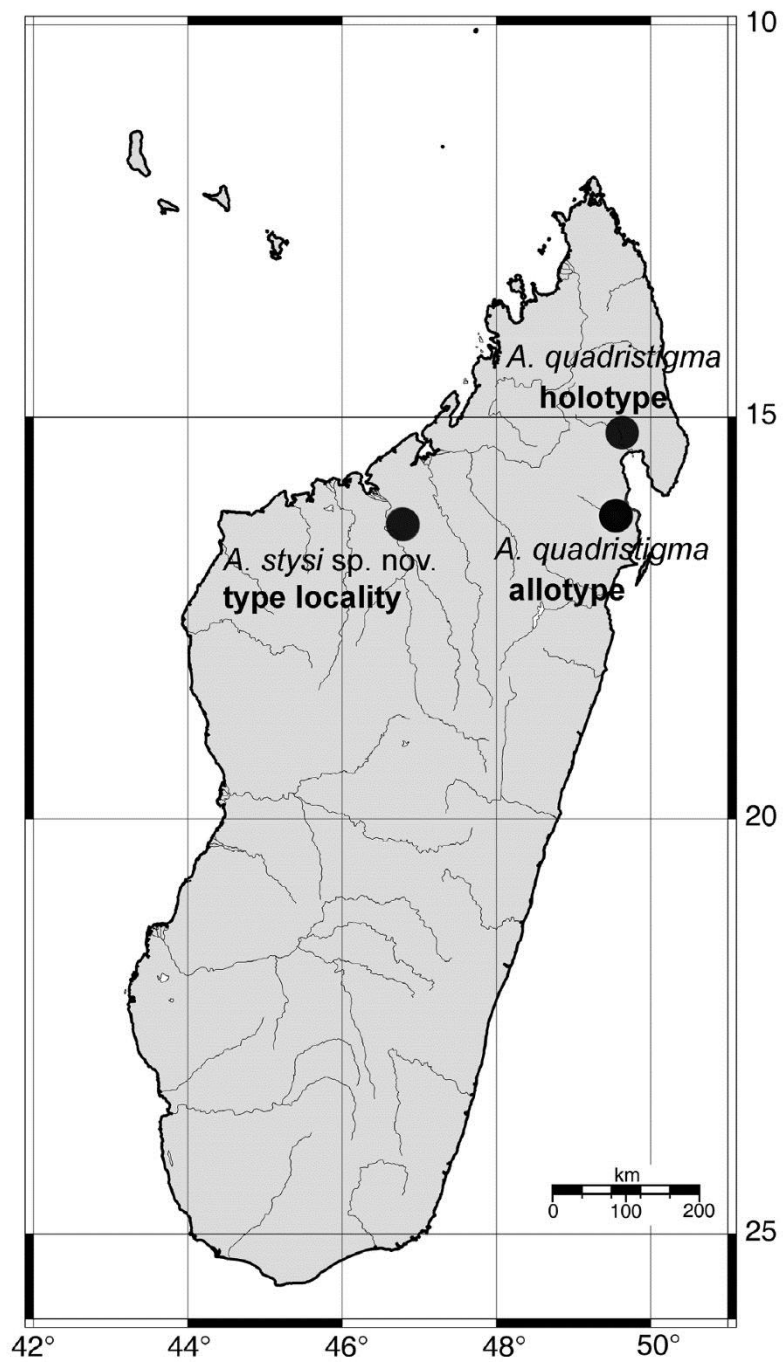 10
A. quadristigma
holotype
15
A. stysi sp. nov.
type locality
A. quadristigma
allotype
20
km
0 100 200
25
42° 44° 46° 48° 50°